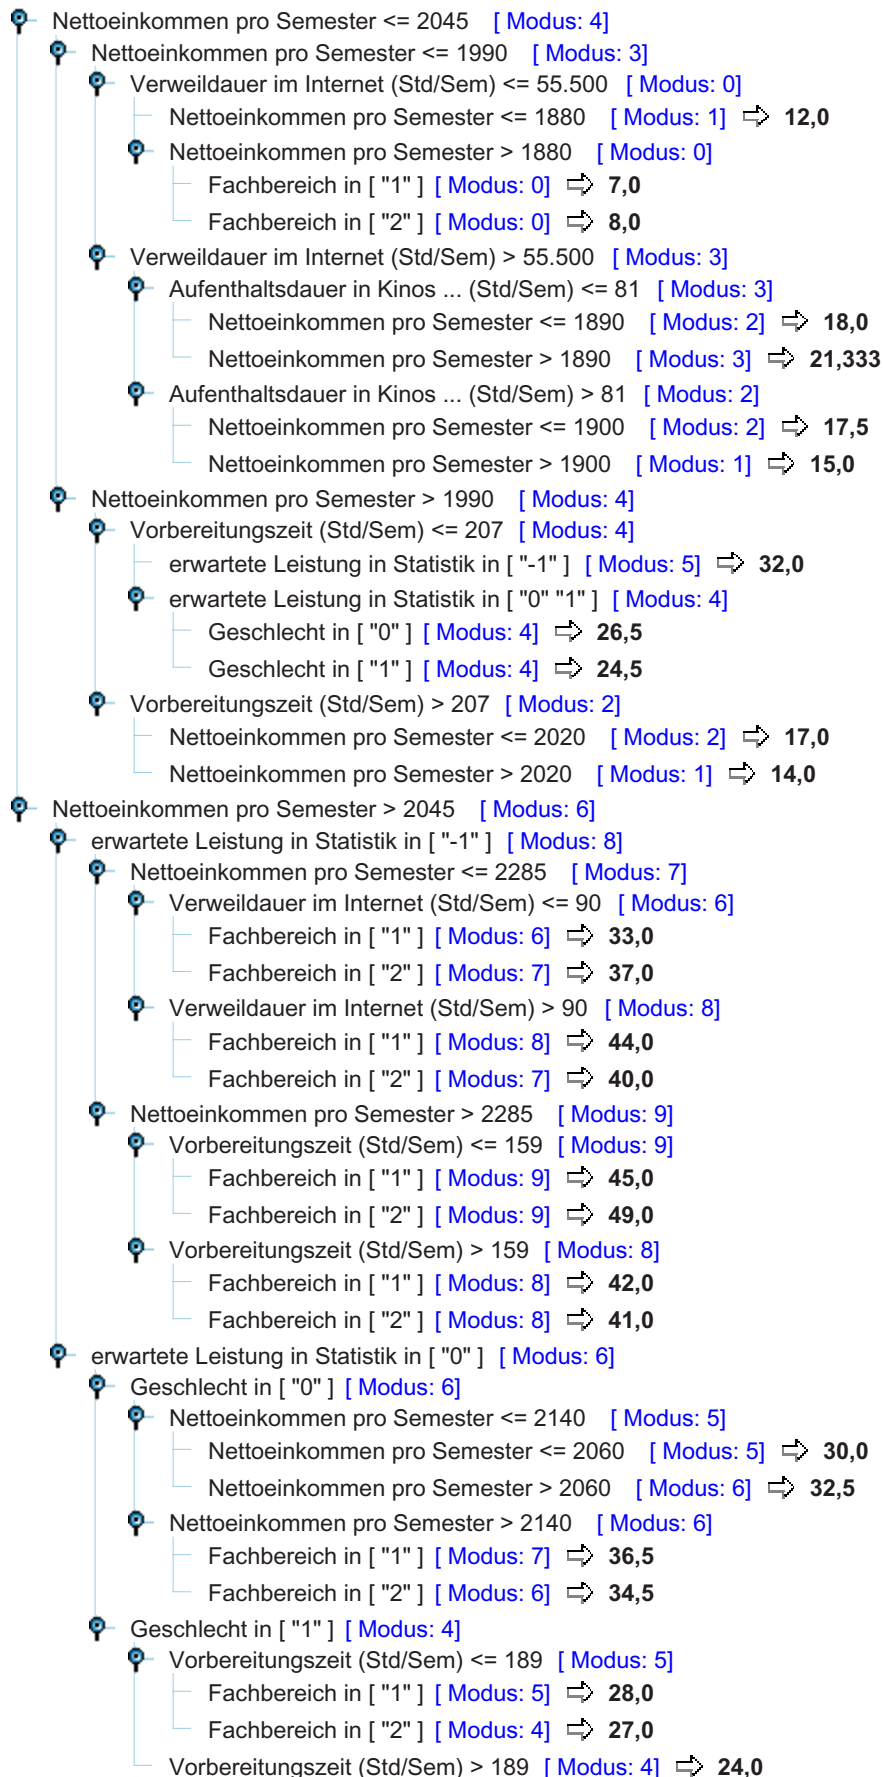 Nettoeinkommen pro Semester <= 2045 [ Modus: 4]
Nettoeinkommen pro Semester <= 1990 [ Modus: 3]
Verweildauer im Internet (Std/Sem) <= 55.500 [ Modus: 0]
Nettoeinkommen pro Semester <= 1880 [ Modus: 1] ⇨ 12,0
Nettoeinkommen pro Semester > 1880 [ Modus: 0]
Fachbereich in [ "1" ] [ Modus: 0] ⇨ 7,0
Fachbereich in [ "2" ] [ Modus: 0] ⇨ 8,0
Verweildauer im Internet (Std/Sem) > 55.500 [ Modus: 3]
Aufenthaltsdauer in Kinos ... (Std/Sem) <= 81 [ Modus: 3]
Nettoeinkommen pro Semester <= 1890 [ Modus: 2] ⇨ 18,0
Nettoeinkommen pro Semester > 1890 [ Modus: 3] ⇨ 21,333
Aufenthaltsdauer in Kinos ... (Std/Sem) > 81 [ Modus: 2]
Nettoeinkommen pro Semester <= 1900 [ Modus: 2] ⇨ 17,5
Nettoeinkommen pro Semester > 1900 [ Modus: 1] ⇨ 15,0
Nettoeinkommen pro Semester > 1990 [ Modus: 4]
Vorbereitungszeit (Std/Sem) <= 207 [ Modus: 4]
erwartete Leistung in Statistik in [ "-1" ] [ Modus: 5] ⇨ 32,0
erwartete Leistung in Statistik in [ "0" "1" ] [ Modus: 4]
Geschlecht in [ "0" ] [ Modus: 4] ⇨ 26,5
Geschlecht in [ "1" ] [ Modus: 4] ⇨ 24,5
Vorbereitungszeit (Std/Sem) > 207 [ Modus: 2]
Nettoeinkommen pro Semester <= 2020 [ Modus: 2] ⇨ 17,0
Nettoeinkommen pro Semester > 2020 [ Modus: 1] ⇨ 14,0
Nettoeinkommen pro Semester > 2045 [ Modus: 6]
erwartete Leistung in Statistik in [ "-1" ] [ Modus: 8]
Nettoeinkommen pro Semester <= 2285 [ Modus: 7]
Verweildauer im Internet (Std/Sem) <= 90 [ Modus: 6]
Fachbereich in [ "1" ] [ Modus: 6] ⇨ 33,0
Fachbereich in [ "2" ] [ Modus: 7] ⇨ 37,0
Verweildauer im Internet (Std/Sem) > 90 [ Modus: 8]
Fachbereich in [ "1" ] [ Modus: 8] ⇨ 44,0
Fachbereich in [ "2" ] [ Modus: 7] ⇨ 40,0
Nettoeinkommen pro Semester > 2285 [ Modus: 9]
Vorbereitungszeit (Std/Sem) <= 159 [ Modus: 9]
Fachbereich in [ "1" ] [ Modus: 9] ⇨ 45,0
Fachbereich in [ "2" ] [ Modus: 9] ⇨ 49,0
Vorbereitungszeit (Std/Sem) > 159 [ Modus: 8]
Fachbereich in [ "1" ] [ Modus: 8] ⇨ 42,0
Fachbereich in [ "2" ] [ Modus: 8] ⇨ 41,0
erwartete Leistung in Statistik in [ "0" ] [ Modus: 6]
Geschlecht in [ "0" ] [ Modus: 6]
Nettoeinkommen pro Semester <= 2140 [ Modus: 5]
Nettoeinkommen pro Semester <= 2060 [ Modus: 5] ⇨ 30,0
Nettoeinkommen pro Semester > 2060 [ Modus: 6] ⇨ 32,5
Nettoeinkommen pro Semester > 2140 [ Modus: 6]
Fachbereich in [ "1" ] [ Modus: 7] ⇨ 36,5
Fachbereich in [ "2" ] [ Modus: 6] ⇨ 34,5
Geschlecht in [ "1" ] [ Modus: 4]
Vorbereitungszeit (Std/Sem) <= 189 [ Modus: 5]
Fachbereich in [ "1" ] [ Modus: 5] ⇨ 28,0
Fachbereich in [ "2" ] [ Modus: 4] ⇨ 27,0
Vorbereitungszeit (Std/Sem) > 189 [ Modus: 4] ⇨ 24,0